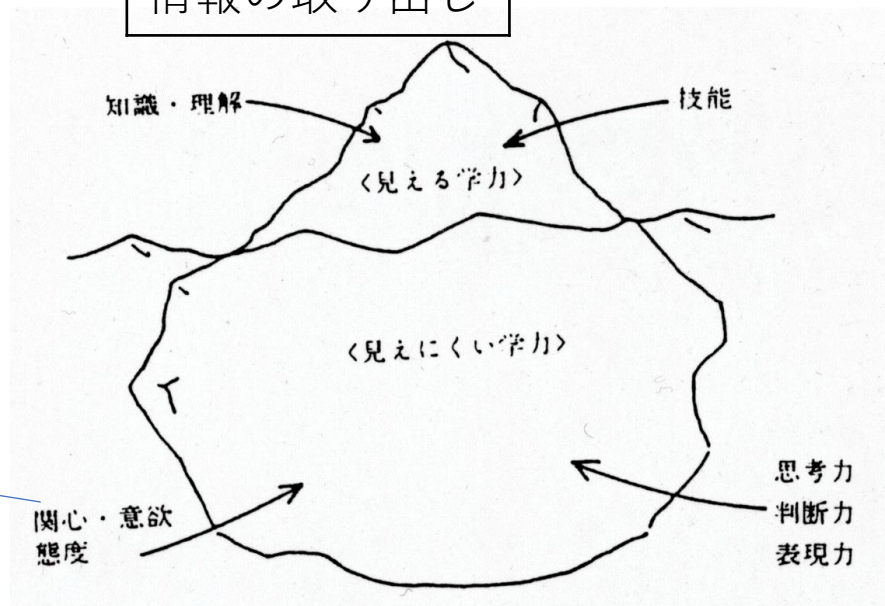 情報の取り出し
知識・理解
技能
〈見える学力〉
〈見えにくい学力〉
関心・意欲
態度
思考力
判断力
表現力